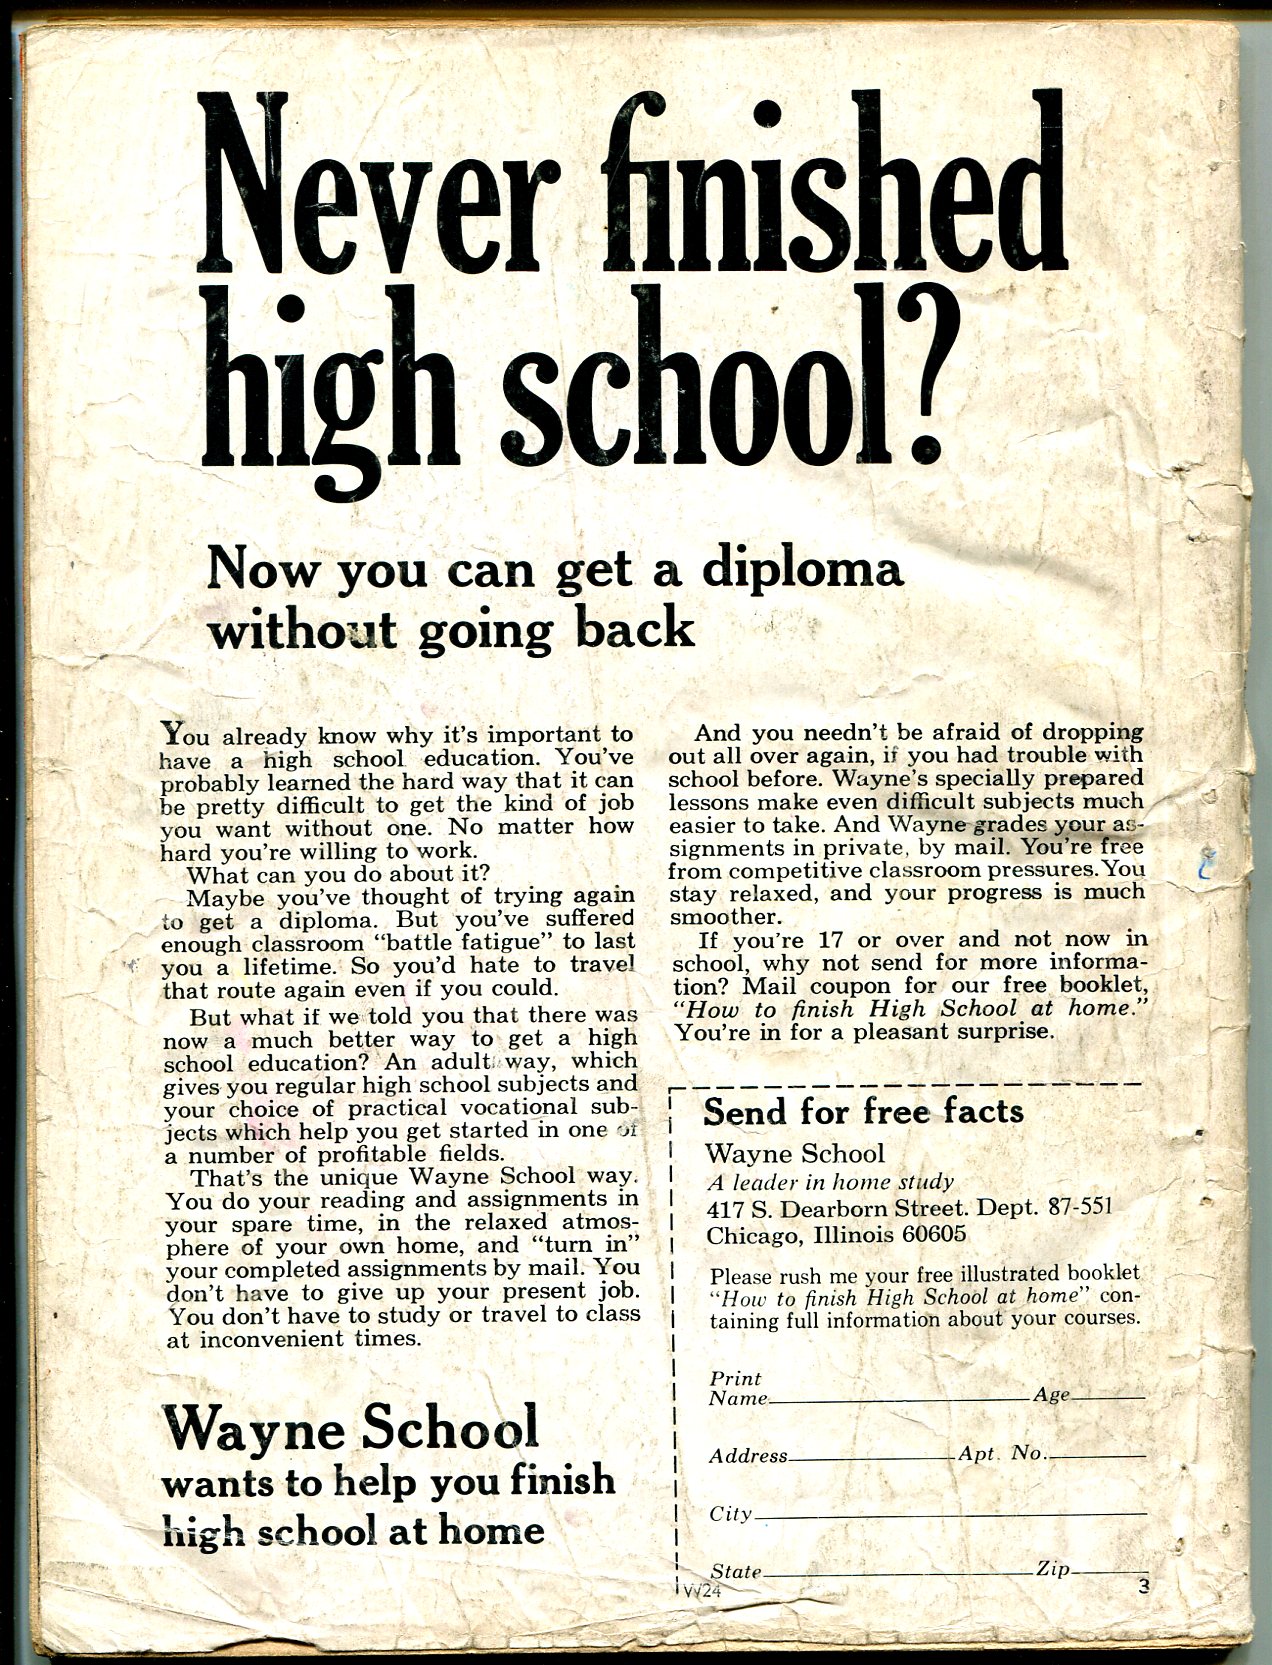 Never finished
high school?
Now you can get a diploma
without going back
You already know why it's important to
have a high school education. You've
probably learned the hard way that it can
be pretty difficult to get the kind of job
you want without one. No matter how
hard you're willing to work.
What can you do about it?
Maybe you've thought of trying again
to get a diploma. But you've suffered
enough classroom "battle fatigue" to last
you a lifetime. So you'd hate to travel
that route again even if you could.
But what if we told you that there was
now a much better way to get a high
school education? An adult way, which
gives you regular high school subjects and
your choice of practical vocational sub-
jects which help you get started in one of
a number of profitable fields.
That's the unique Wayne School way.
You do your reading and assignments in
your spare time, in the relaxed atmos-
phere of your own home, and "turn in"
your completed assignments by mail. You
don't have to give up your present job.
You don't have to study or travel to class
at inconvenient times.
Wayne School
wants to help you finish
high school at home
And you needn't be afraid of dropping
out all over again, if you had trouble with
school before. Wayne's specially prepared
lessons make even difficult subjects much
easier to take. And Wayne grades your as-
signments in private, by mail. You're free
from competitive classroom pressures. You
stay relaxed, and your progress is much
smoother.
If you're 17 or over and not now in
school, why not send for more informa-
tion? Mail coupon for our free booklet,
"How to finish High School at home."
You're in for a pleasant surprise.
Send for free facts
Wayne School
A leader in home study
417 S. Dearborn Street. Dept. 87-551
Chicago, Illinois 60605
Please rush me your free illustrated booklet
"How to finish High School at home" con-
taining full information about your courses.
Print
Name Age
Address Apt. No.
City
State Zip
W24 3